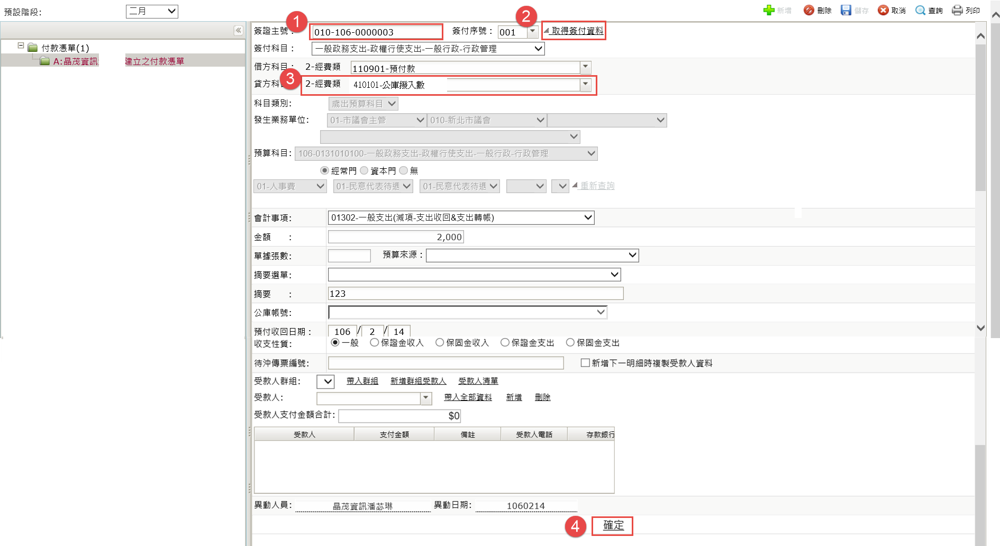 預設階段: 二月 新增 刪除 儲存 取消 查詢 列印
付款憑單(1)
A:晶茂資訊 建立之付款憑單
1 2
簽證主號: 010-106-0000003 簽付序號: 001 取得簽付資料
簽付科目: 一般政務支出-政權行使支出-一般行政-行政管理
借方科目: 2-經費類 110901-預付款
3
貸方科目 2-經費類 410101-公庫撥入數
科目類別: 歲出預算科目
發生業務單位: 01-市議會主管 010-新北市議會
預算科目: 106-0131010100-一般政務支出-政權行使支出-一般行政-行政管理
經常門 資本門 無
01-人事費 01-民意代表待遇 01-民意代表待遇 重新查詢
會計事項: 01302-一般支出(減項-支出收回&支出轉帳)
金額 : 2,000
單據張數: 預算來源:
摘要選單:
摘要 : 123
公庫帳號:
預付收回日期: 106 / 2 / 14
收支性質: 一般 保證金收入 保固金收入 保證金支出 保固金支出
待沖傳票編號: 新增下一明細時複製受款人資料
受款人群組: 帶入群組 新增群組受款人 受款人清單
受款人: 帶入全部資料 新增 刪除
受款人支付金額合計: $0
受款人 支付金額 備註 受款人電話 存款銀行
異動人員: 晶茂資訊潘苾琳 異動日期: 1060214
4 確定